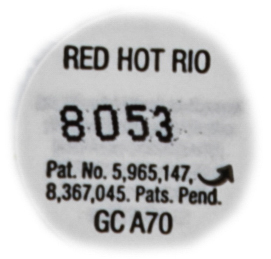 RED HOT RIO
8053
Pat. No. 5,965,147,
8,367,045. Pats. Pend.
GC A70